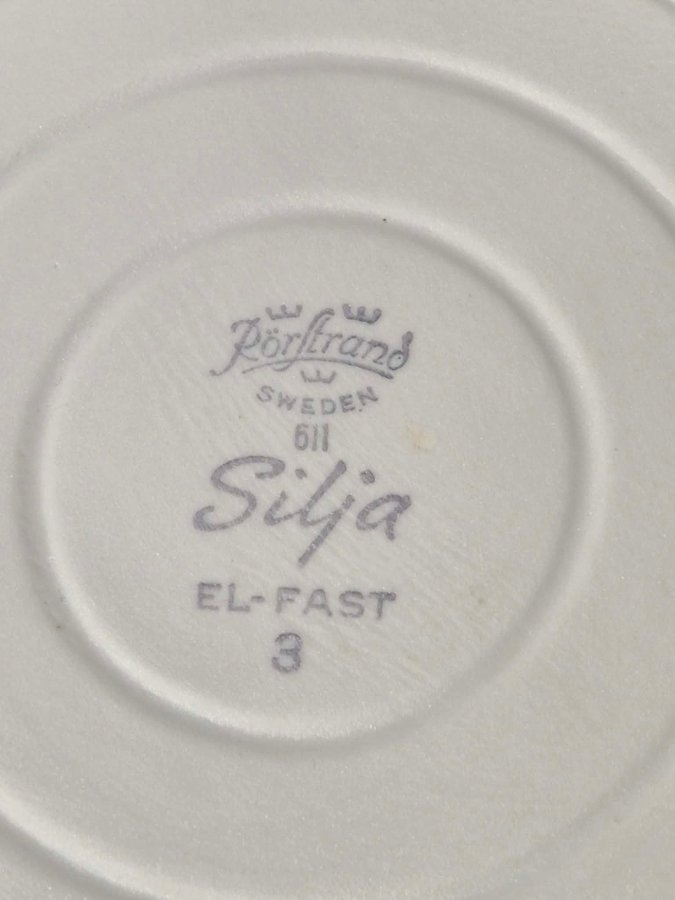 Rörstrand
SWEDEN
611
Silja
EL-FAST
3